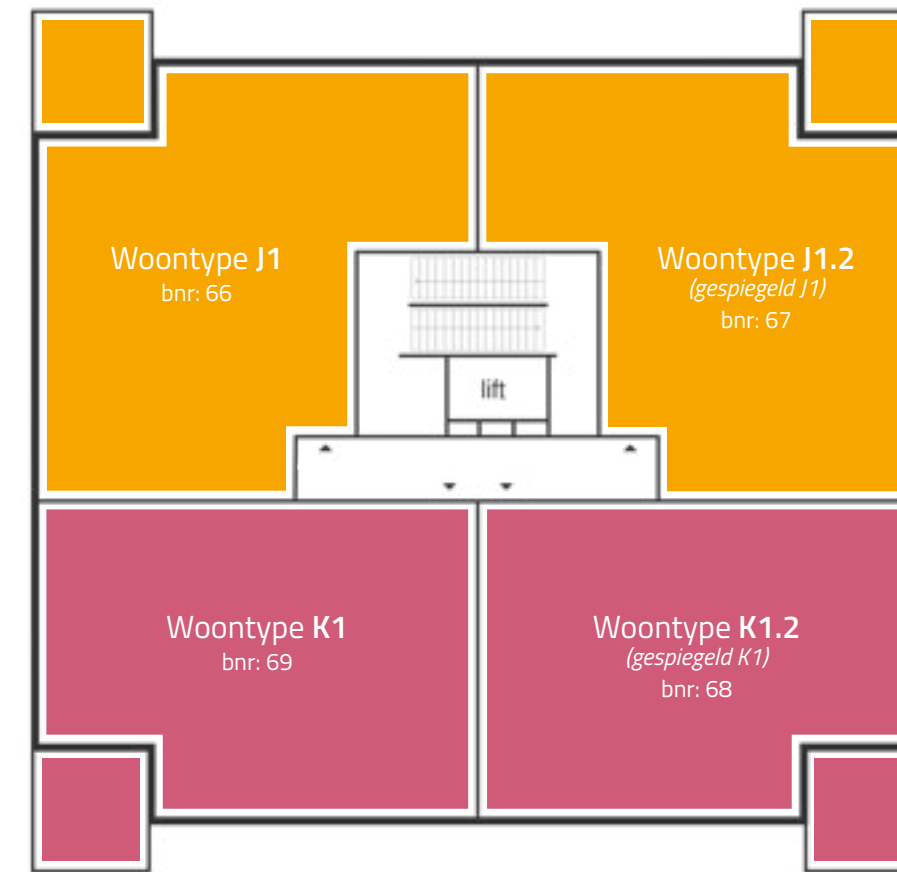 Woontype J1
bnr: 66
Woontype J1.2
(gespiegeld J1)
bnr: 67
lift
Woontype K1
bnr: 69
Woontype K1.2
(gespiegeld K1)
bnr: 68